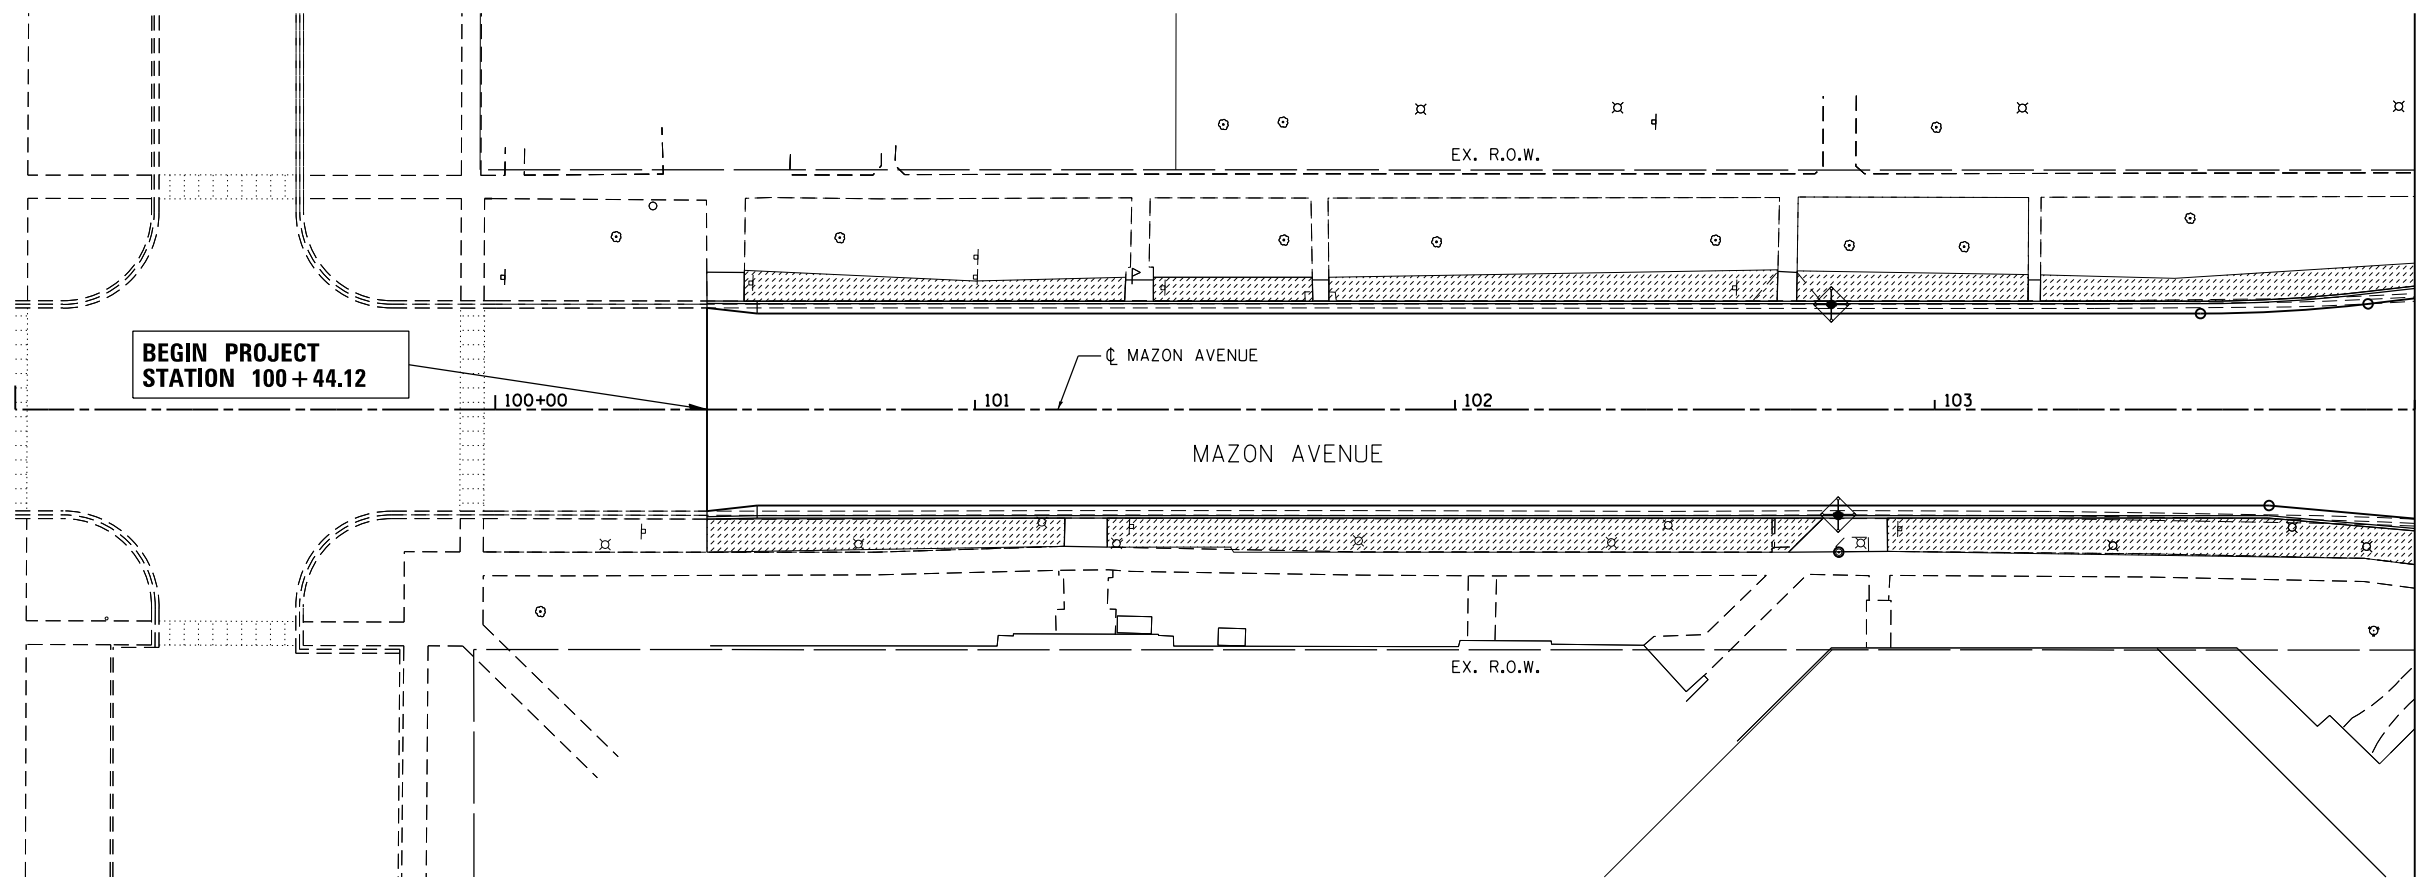 EX. R.O.W.
BEGIN PROJECT
STATION 100+44.12
℄ MAZON AVENUE
100+00
101
102
103
MAZON AVENUE
EX. R.O.W.